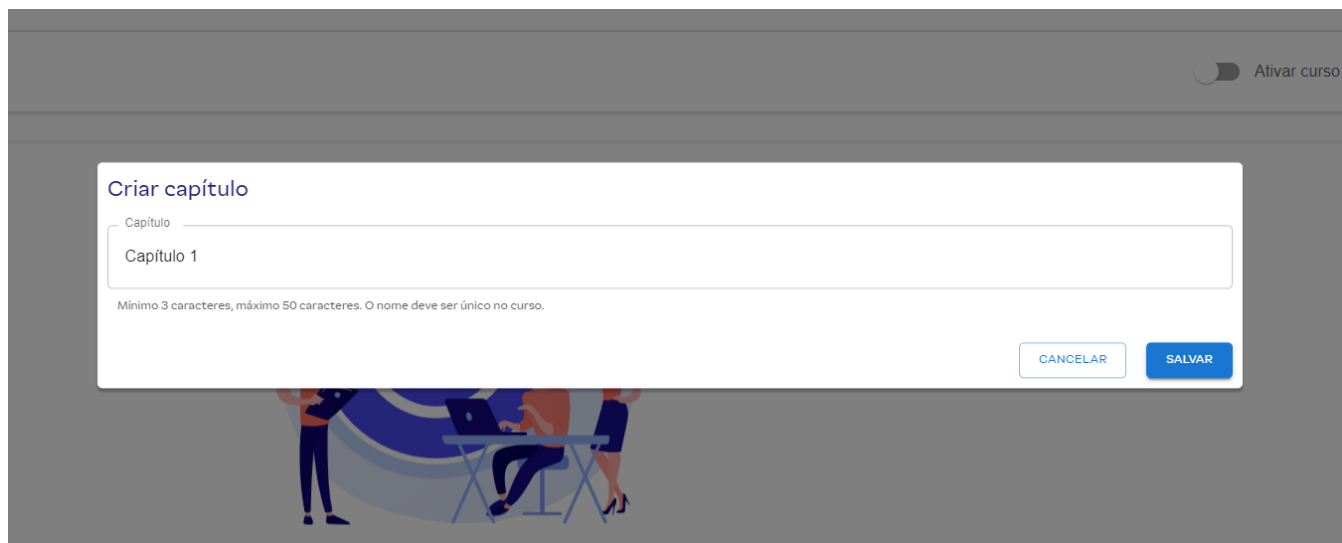 Ativar curso
Criar capítulo
Capítulo
Capítulo 1
Mínimo 3 caracteres, máximo 50 caracteres. O nome deve ser único no curso.
CANCELAR
SALVAR